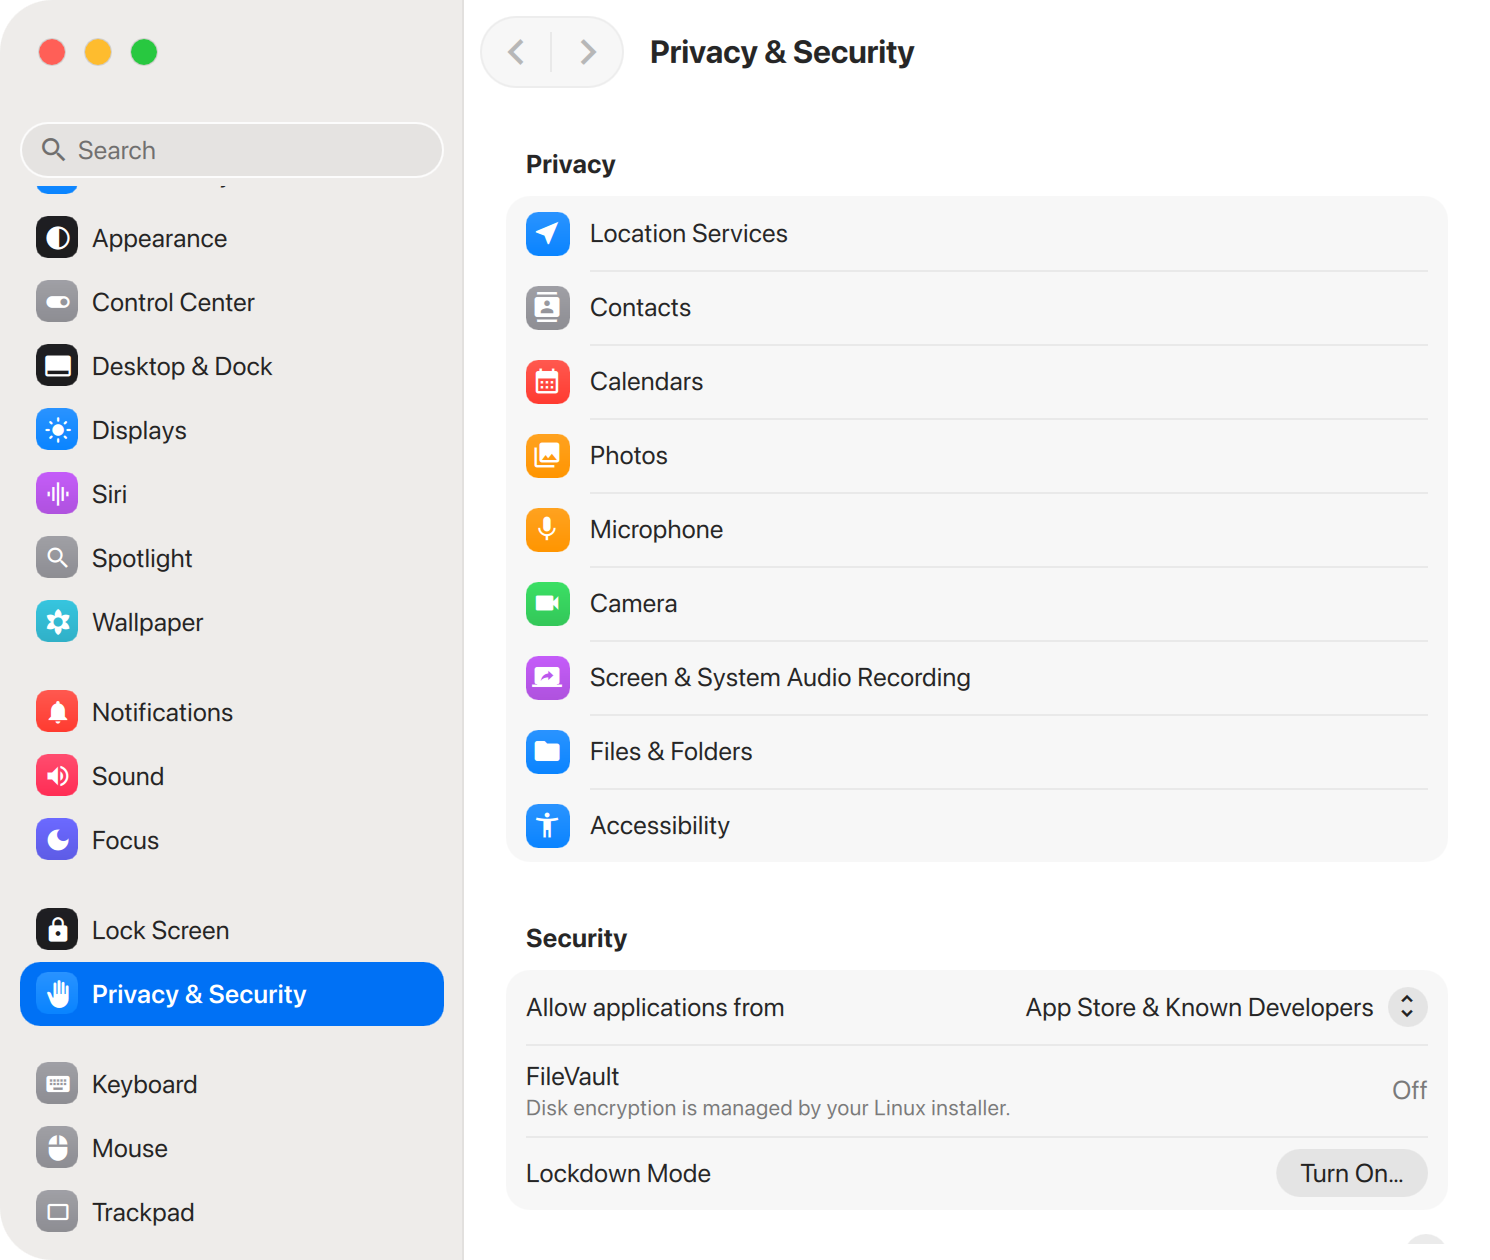 Privacy & Security
Search
Appearance
Control Center
Desktop & Dock
Displays
Siri
Spotlight
Wallpaper
Notifications
Sound
Focus
Lock Screen
Privacy & Security
Keyboard
Mouse
Trackpad
Privacy
Location Services
Contacts
Calendars
Photos
Microphone
Camera
Screen & System Audio Recording
Files & Folders
Accessibility
Security
Allow applications from
App Store & Known Developers
FileVault
Disk encryption is managed by your Linux installer.
Off
Lockdown Mode
Turn On...